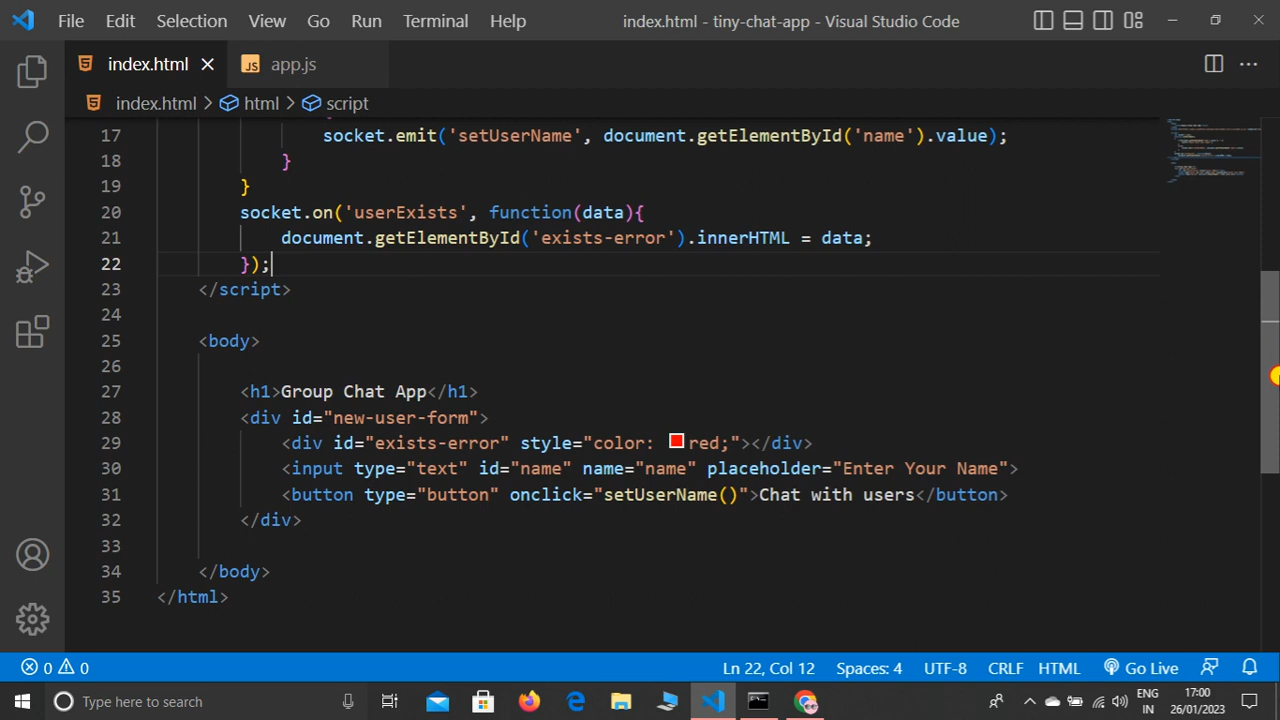 File Edit Selection View Go Run Terminal Help index.html - tiny-chat-app - Visual Studio Code
index.html JS app.js
index.html > html > script
17 socket.emit('setUserName', document.getElementById('name').value);
18 }
19 }
20 socket.on('userExists', function(data){
21 document.getElementById('exists-error').innerHTML = data;
22 });
23 </script>
24
25 <body>
26
27 <h1>Group Chat App</h1>
28 <div id="new-user-form">
29 <div id="exists-error" style="color: red;"></div>
30 <input type="text" id="name" name="name" placeholder="Enter Your Name">
31 <button type="button" onclick="setUserName()">Chat with users</button>
32 </div>
33
34 </body>
35 </html>
0 0 Ln 22, Col 12 Spaces: 4 UTF-8 CRLF HTML Go Live
Type here to search ENG IN 17:00 26/01/2023